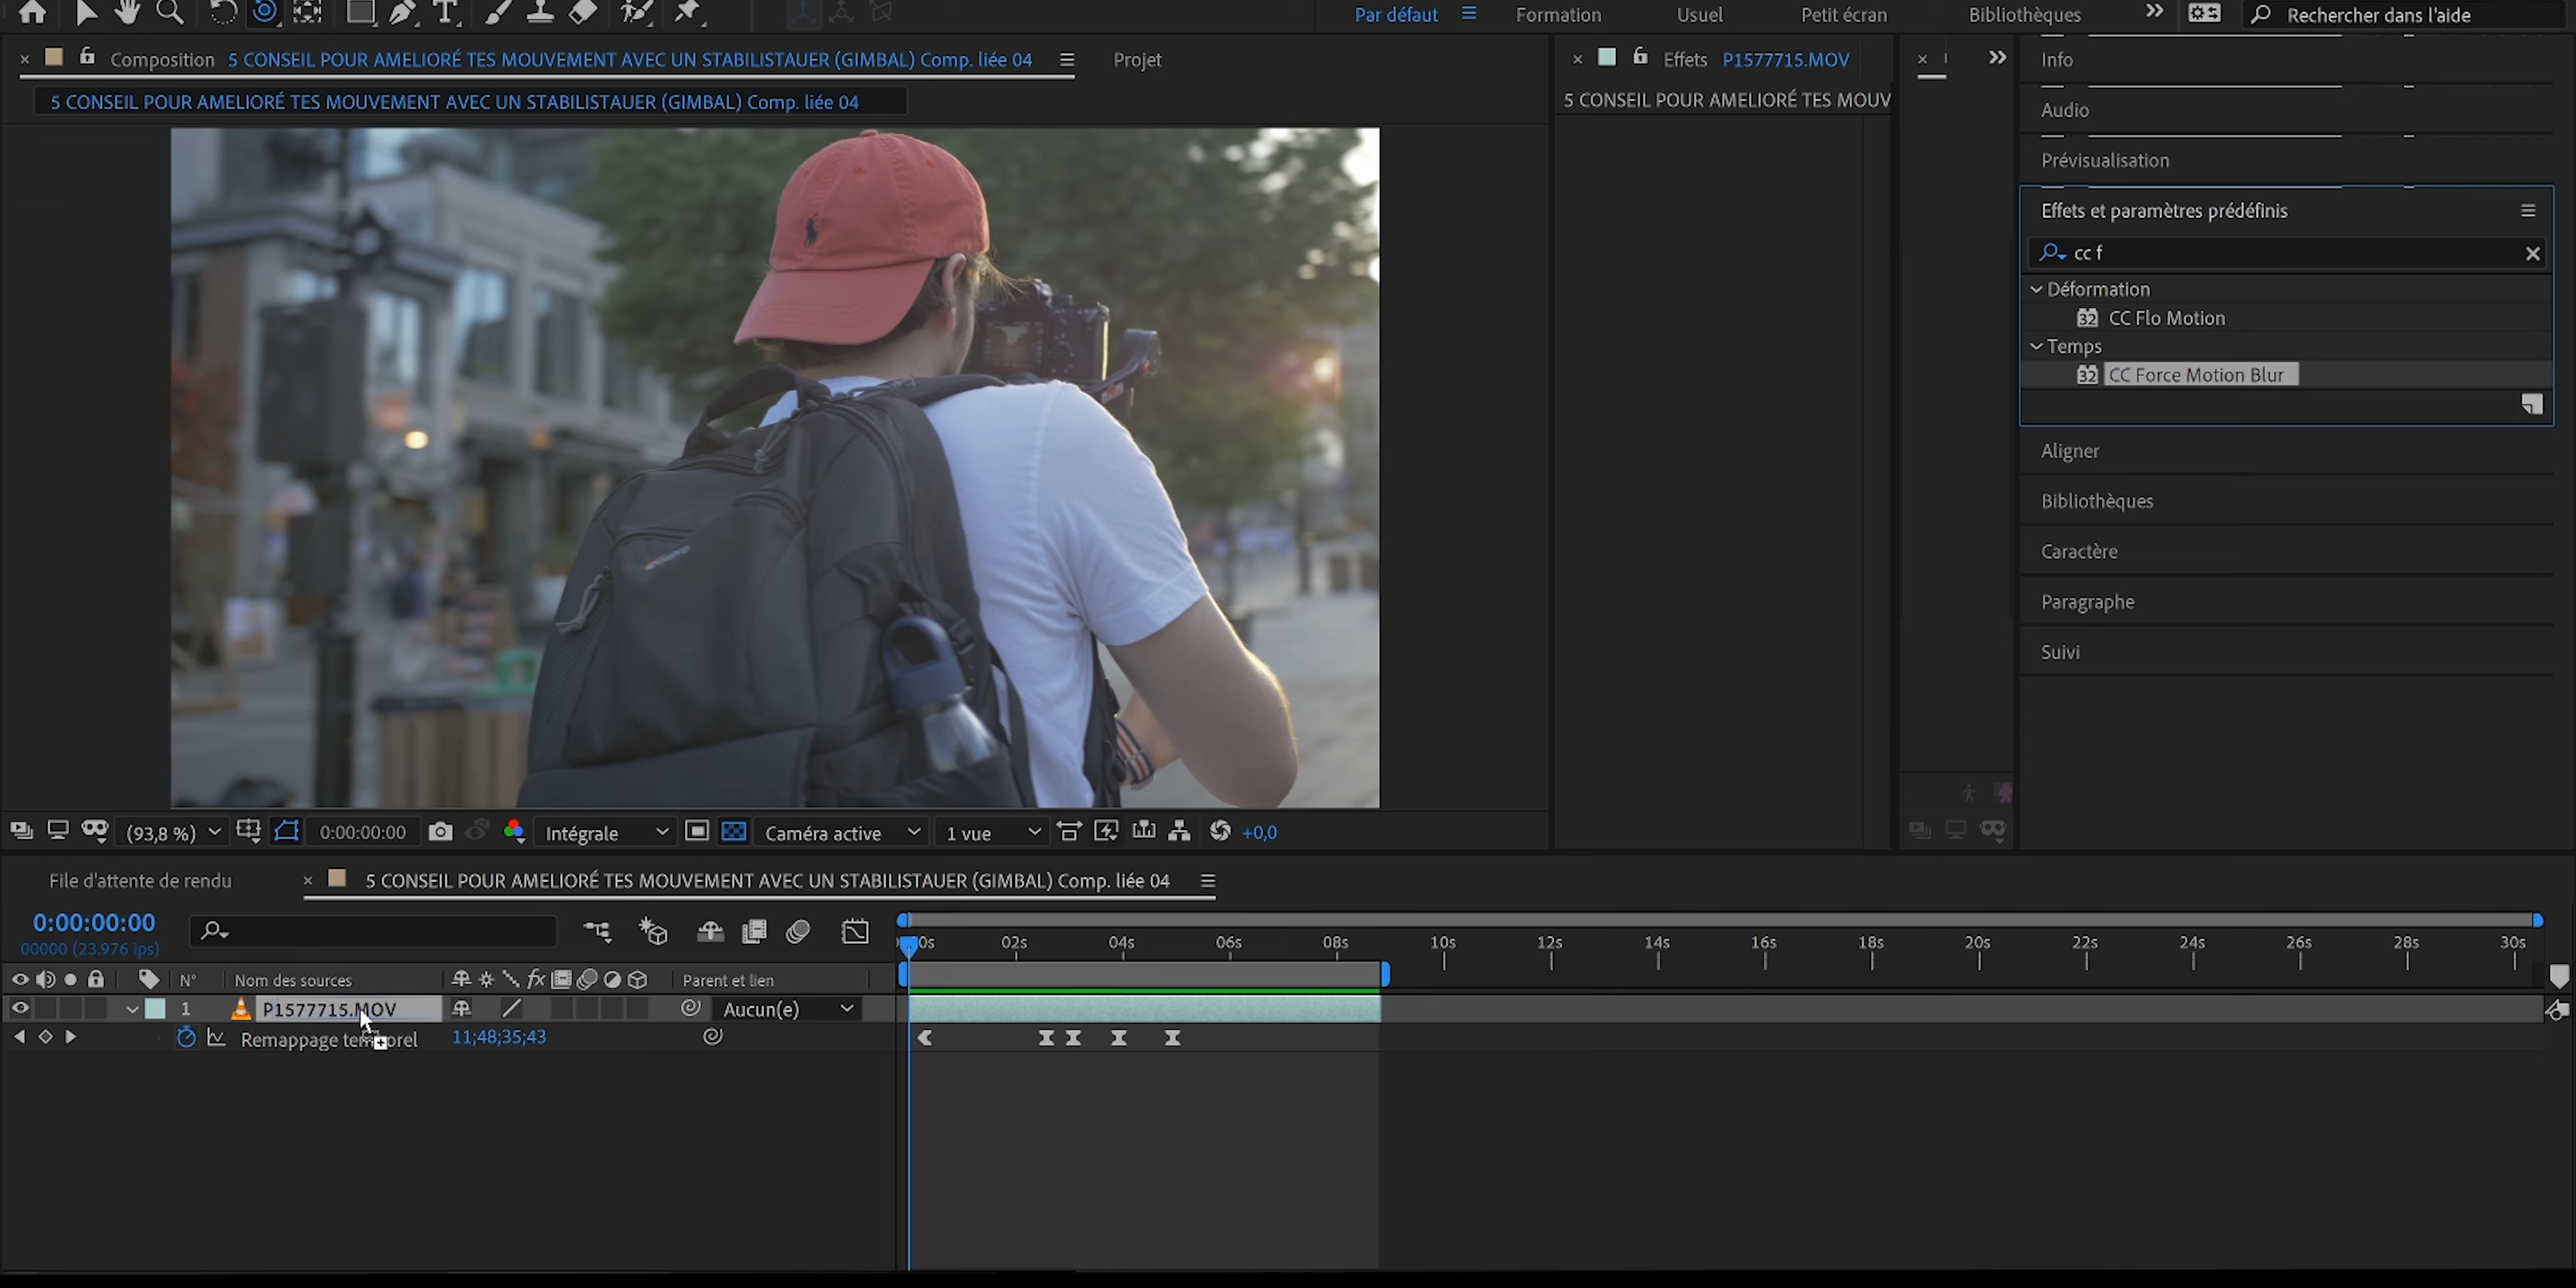 Par défaut
Formation
Usuel
Petit écran
Bibliothèques
Rechercher dans l'aide
Composition 5 CONSEIL POUR AMELIORÉ TES MOUVEMENT AVEC UN STABILISTAUER (GIMBAL) Comp. liée 04
Projet
5 CONSEIL POUR AMELIORÉ TES MOUVEMENT AVEC UN STABILISTAUER (GIMBAL) Comp. liée 04
Effets P1577715.MOV
5 CONSEIL POUR AMELIORÉ TES MOUV
Info
Audio
Prévisualisation
Effets et paramètres prédéfinis
cc f
Déformation
32 CC Flo Motion
Temps
32 CC Force Motion Blur
Aligner
Bibliothèques
Caractère
Paragraphe
Suivi
(93,8 %)
0:00:00:00
Intégrale
Caméra active
1 vue
+0,0
File d'attente de rendu
5 CONSEIL POUR AMELIORÉ TES MOUVEMENT AVEC UN STABILISTAUER (GIMBAL) Comp. liée 04
0:00:00:00
00000 (23.976 ips)
0s 02s 04s 06s 08s 10s 12s 14s 16s 18s 20s 22s 24s 26s 28s 30s
N° Nom des sources fx Parent et lien
1 P1577715.MOV Aucun(e)
Remappage temporel 11;48;35;43